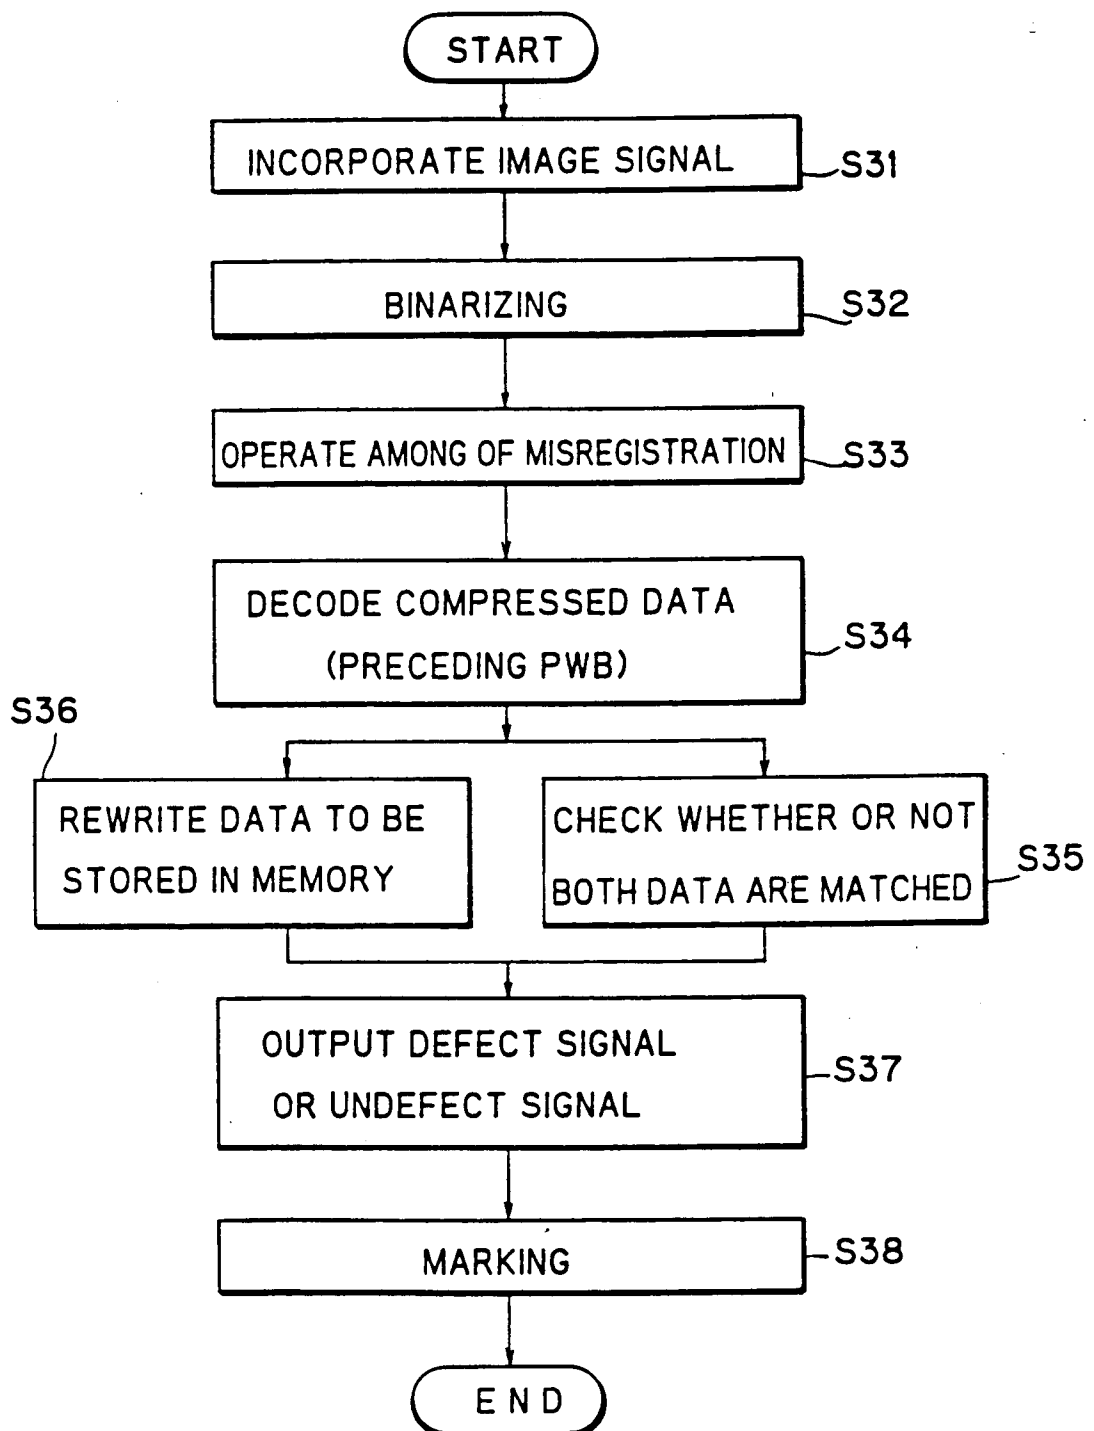 START
INCORPORATE IMAGE SIGNAL
S31
BINARIZING
S32
OPERATE AMONG OF MISREGISTRATION
S33
DECODE COMPRESSED DATA
(PRECEDING PWB)
S34
S36
REWRITE DATA TO BE
STORED IN MEMORY
CHECK WHETHER OR NOT
BOTH DATA ARE MATCHED
S35
OUTPUT DEFECT SIGNAL
OR UNDEFECT SIGNAL
S37
MARKING
S38
END